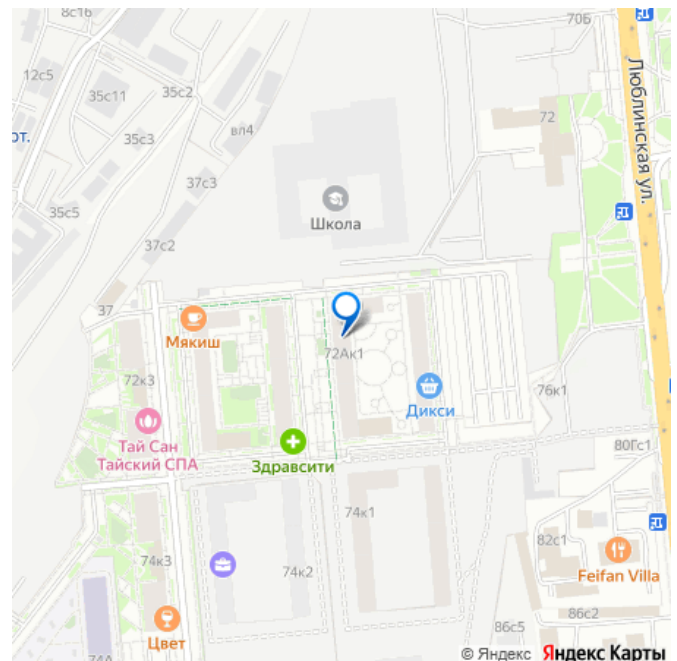 8с16
70Б
12с5
35с2
35с11
72
Люблинская ул.
от.
35с3
вл4
37с3
35с5
Школа
37с2
37
Мякиш
72Ак1
72к3
76к1
Дикси
Тай Сан
Тайский СПА
Здравсити
80Гс1
74к1
82с1
74к3
74к2
Feifan Villa
86с2
Цвет
86с5
74А
© Яндекс Яндекс Карты